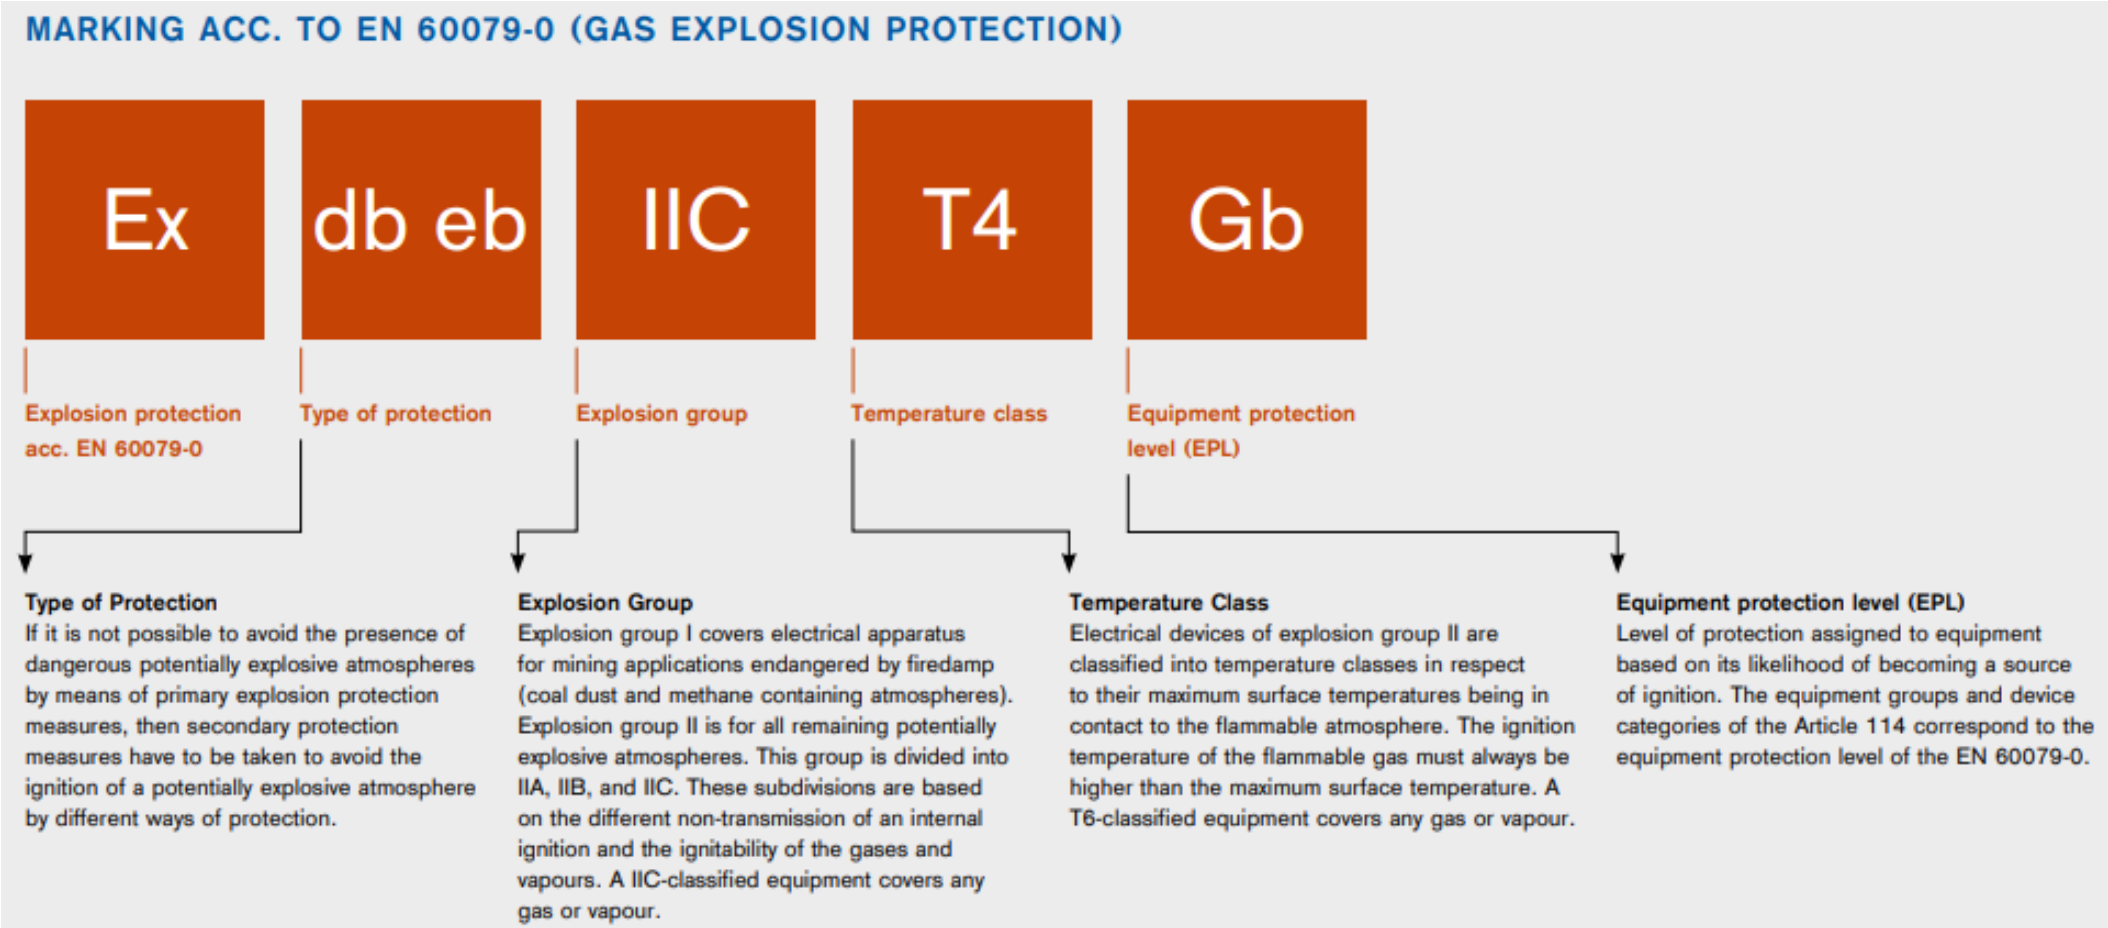 MARKING ACC. TO EN 60079-0 (GAS EXPLOSION PROTECTION)
Ex
db eb
IIC
T4
Gb
Explosion protection
acc. EN 60079-0
Type of protection
Explosion group
Temperature class
Equipment protection
level (EPL)
Type of Protection
If it is not possible to avoid the presence of
dangerous potentially explosive atmospheres
by means of primary explosion protection
measures, then secondary protection
measures have to be taken to avoid the
ignition of a potentially explosive atmosphere
by different ways of protection.
Explosion Group
Explosion group I covers electrical apparatus
for mining applications endangered by firedamp
(coal dust and methane containing atmospheres).
Explosion group II is for all remaining potentially
explosive atmospheres. This group is divided into
IIA, IIB, and IIC. These subdivisions are based
on the different non-transmission of an internal
ignition and the ignitability of the gases and
vapours. A IIC-classified equipment covers any
gas or vapour.
Temperature Class
Electrical devices of explosion group II are
classified into temperature classes in respect
to their maximum surface temperatures being in
contact to the flammable atmosphere. The ignition
temperature of the flammable gas must always be
higher than the maximum surface temperature. A
T6-classified equipment covers any gas or vapour.
Equipment protection level (EPL)
Level of protection assigned to equipment
based on its likelihood of becoming a source
of ignition. The equipment groups and device
categories of the Article 114 correspond to the
equipment protection level of the EN 60079-0.